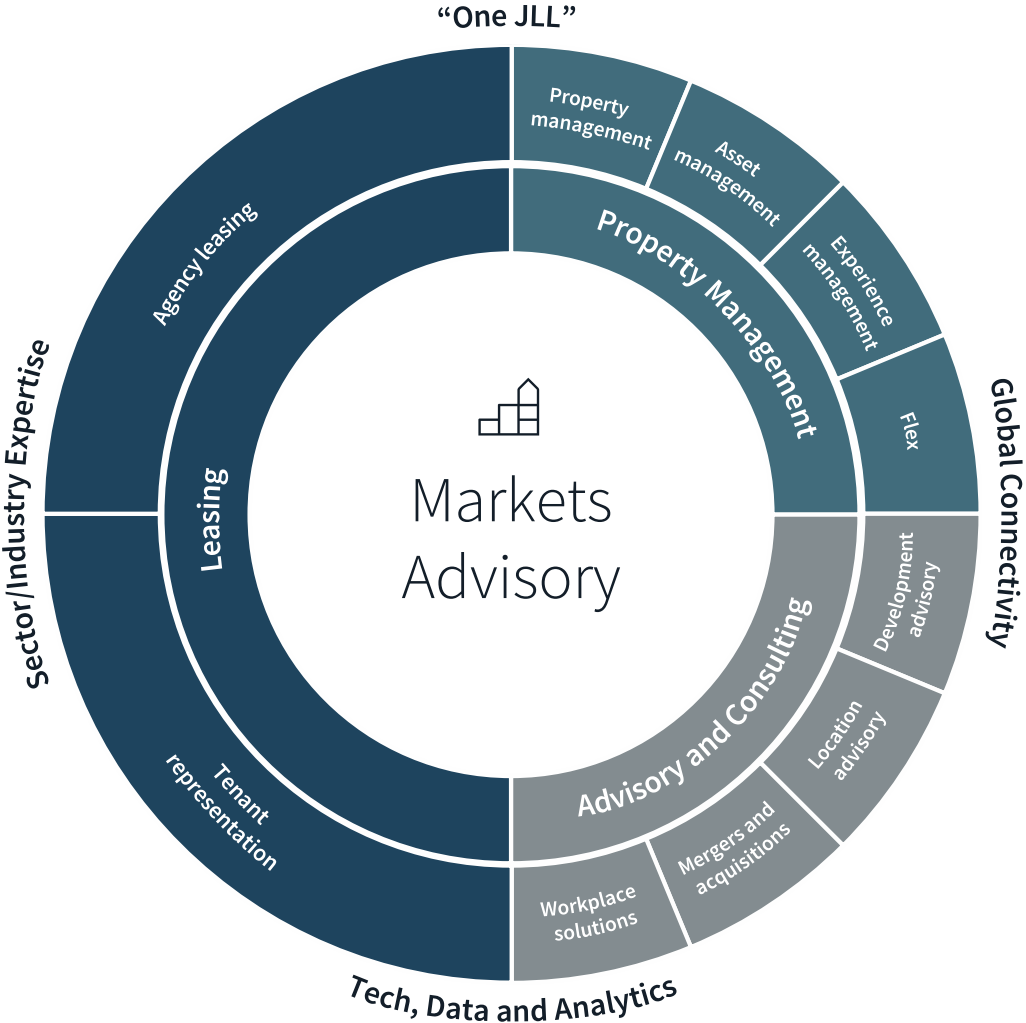 “One JLL”
Property
management
Asset
management
Experience
management
Flex
Property Management
Agency leasing
Leasing
Tenant
representation
Markets
Advisory
Development
advisory
Location
advisory
Mergers and
acquisitions
Workplace
solutions
Advisory and Consulting
Sector/Industry Expertise
Global Connectivity
Tech, Data and Analytics